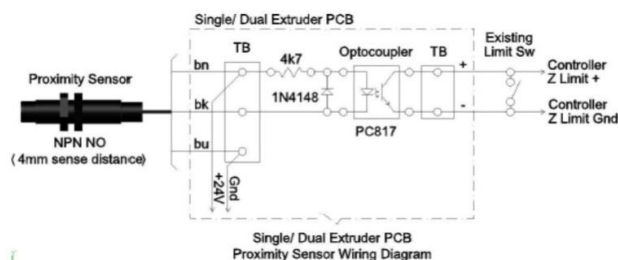 Single/ Dual Extruder PCB
TB
4k7
Optocoupler
TB
Existing
Limit Sw
Proximity Sensor
bn
+
Controller
Z Limit +
1N4148
bk
-
Controller
Z Limit Gnd
NPN NO
( 4mm sense distance)
PC817
bu
+24V
Gnd
Single/ Dual Extruder PCB
Proximity Sensor Wiring Diagram